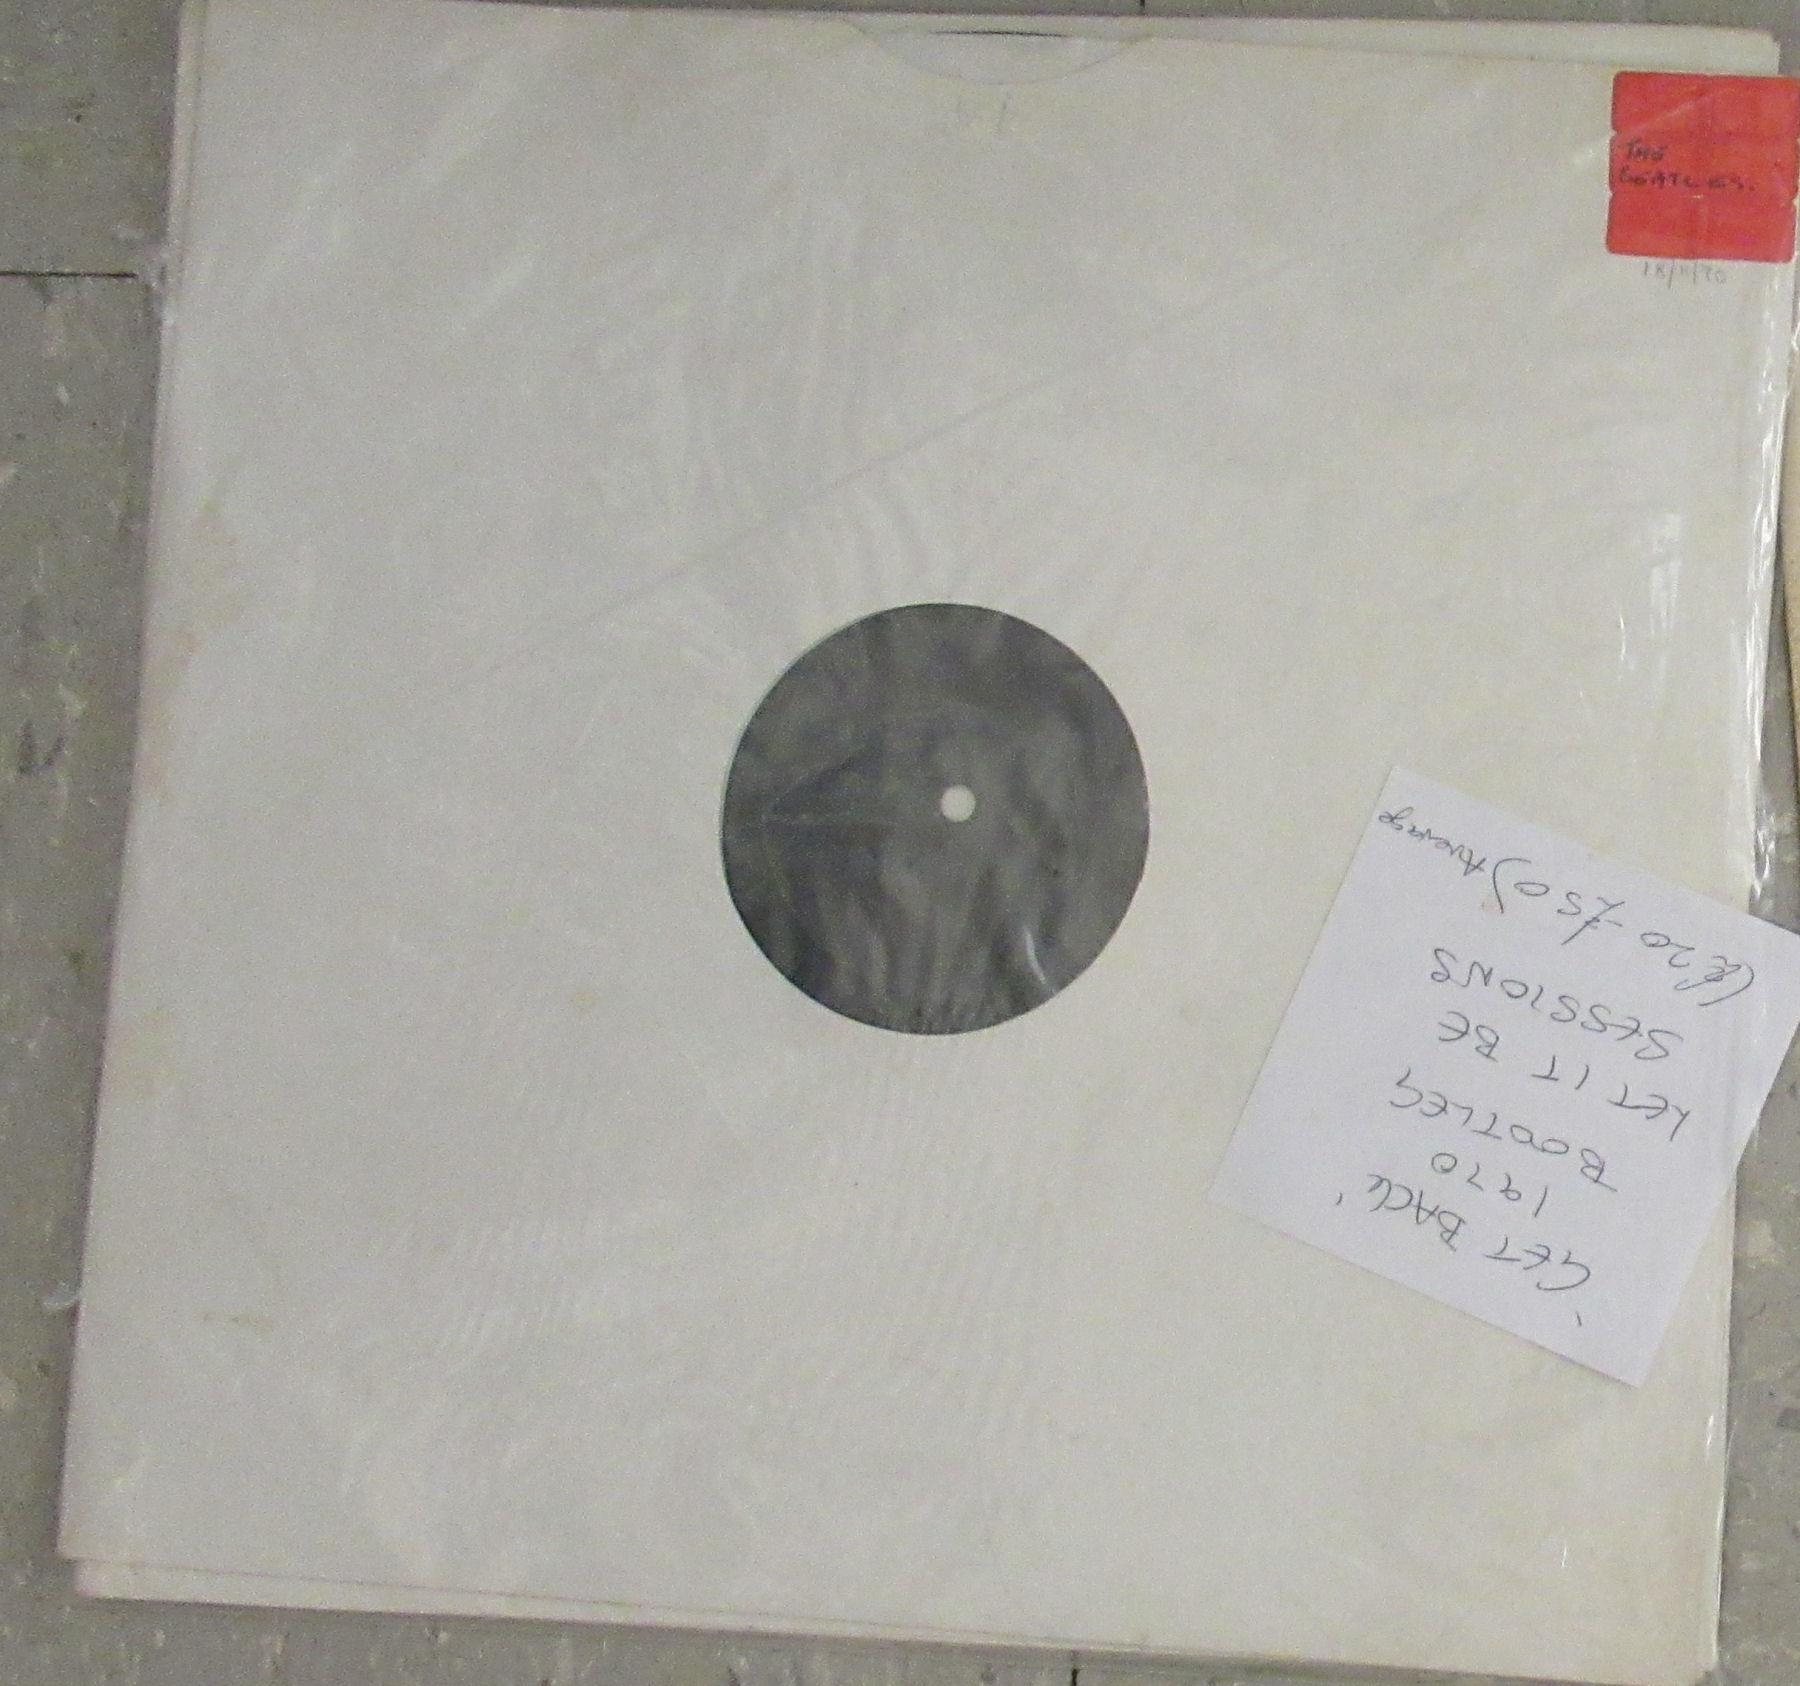 THE
BEATLES.
18/11/70
'GET BACK'
1970
BOOTLEG
LET IT BE
SESSIONS
(£20-£50) Average